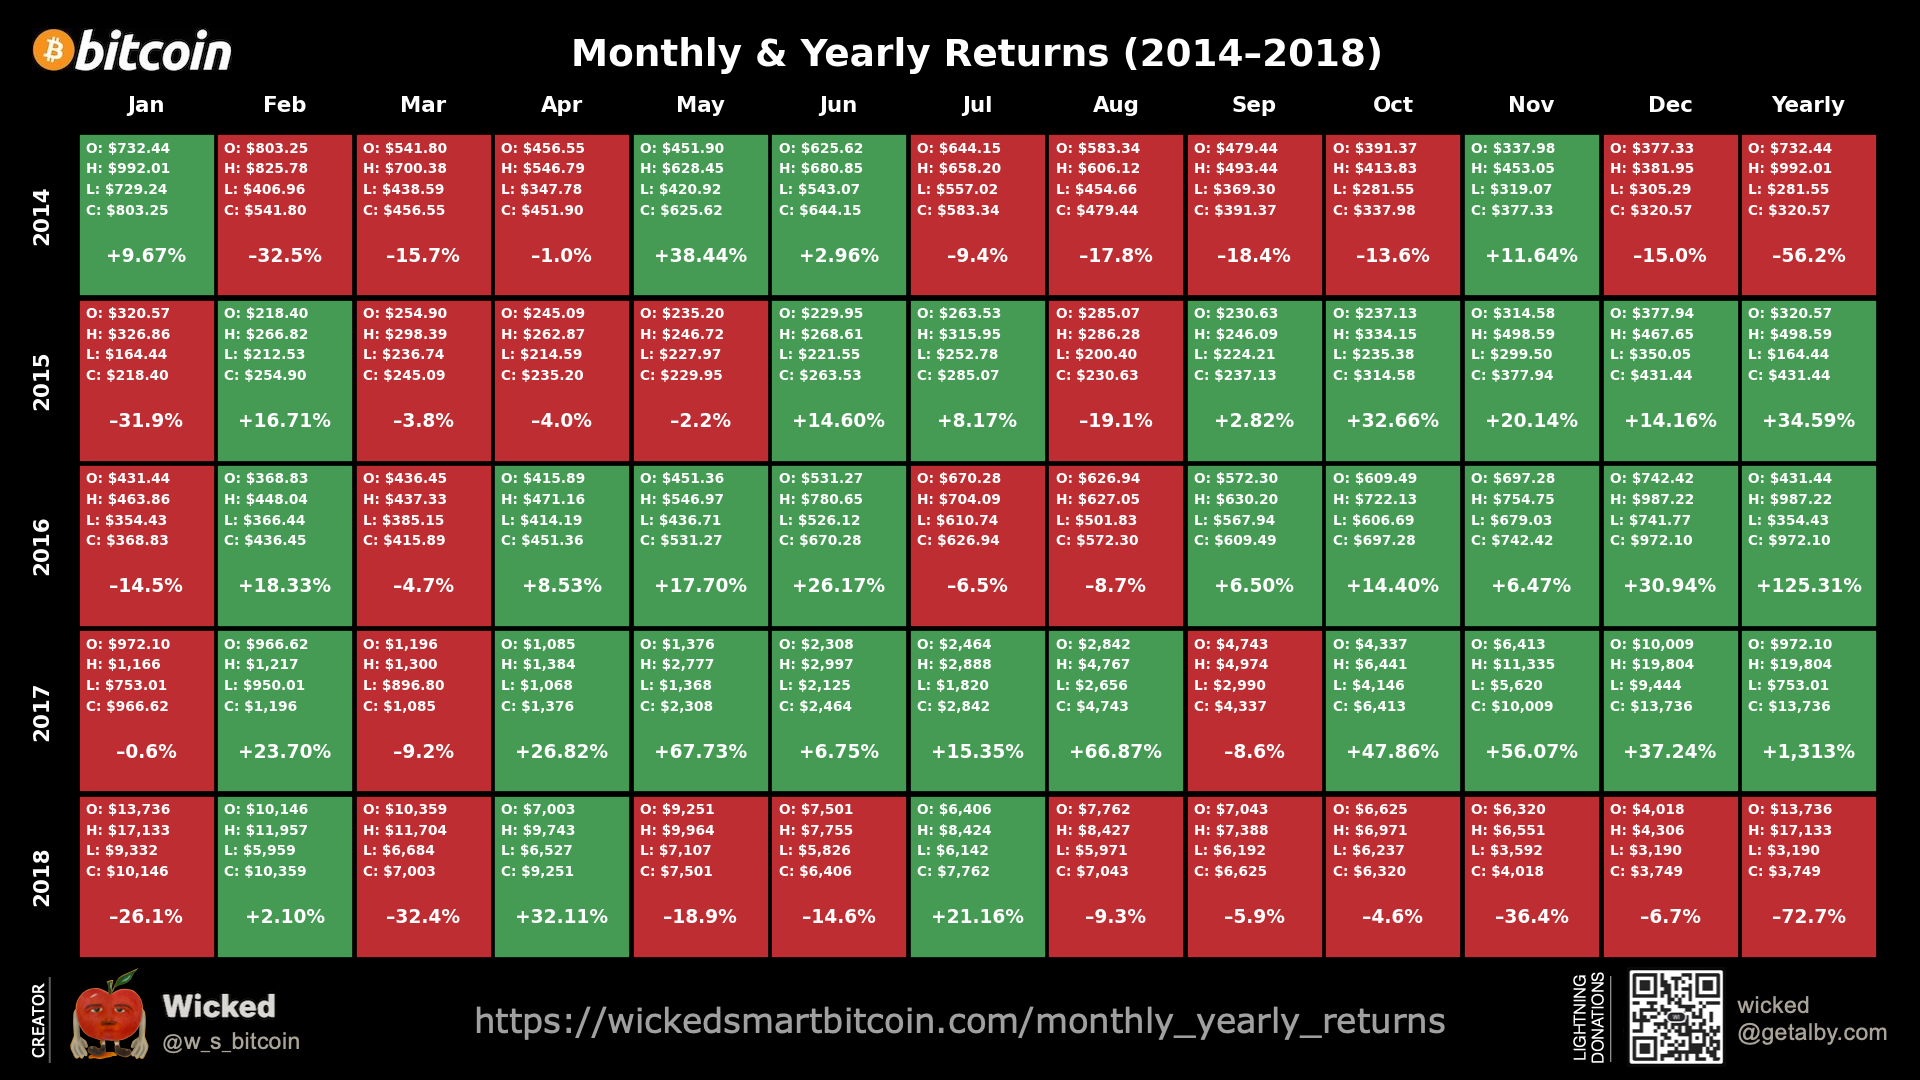 bitcoin
Monthly & Yearly Returns (2014–2018)
Jan Feb Mar Apr May Jun Jul Aug Sep Oct Nov Dec Yearly
2014
O: $732.44 O: $803.25 O: $541.80 O: $456.55 O: $451.90 O: $625.62 O: $644.15 O: $583.34 O: $479.44 O: $391.37 O: $337.98 O: $377.33 O: $732.44
H: $992.01 H: $825.78 H: $700.38 H: $546.79 H: $628.45 H: $680.85 H: $658.20 H: $606.12 H: $493.44 H: $413.83 H: $453.05 H: $381.95 H: $992.01
L: $729.24 L: $406.96 L: $438.59 L: $347.78 L: $420.92 L: $543.07 L: $557.02 L: $454.66 L: $369.30 L: $281.55 L: $319.07 L: $305.29 L: $281.55
C: $803.25 C: $541.80 C: $456.55 C: $451.90 C: $625.62 C: $644.15 C: $583.34 C: $479.44 C: $391.37 C: $337.98 C: $377.33 C: $320.57 C: $320.57
+9.67% –32.5% –15.7% –1.0% +38.44% +2.96% –9.4% –17.8% –18.4% –13.6% +11.64% –15.0% –56.2%
2015
O: $320.57 O: $218.40 O: $254.90 O: $245.09 O: $235.20 O: $229.95 O: $263.53 O: $285.07 O: $230.63 O: $237.13 O: $314.58 O: $377.94 O: $320.57
H: $326.86 H: $266.82 H: $298.39 H: $262.87 H: $246.72 H: $268.61 H: $315.95 H: $286.28 H: $246.09 H: $334.15 H: $498.59 H: $467.65 H: $498.59
L: $164.44 L: $212.53 L: $236.74 L: $214.59 L: $227.97 L: $221.55 L: $252.78 L: $200.40 L: $224.21 L: $235.38 L: $299.50 L: $350.05 L: $164.44
C: $218.40 C: $254.90 C: $245.09 C: $235.20 C: $229.95 C: $263.53 C: $285.07 C: $230.63 C: $237.13 C: $314.58 C: $377.94 C: $431.44 C: $431.44
–31.9% +16.71% –3.8% –4.0% –2.2% +14.60% +8.17% –19.1% +2.82% +32.66% +20.14% +14.16% +34.59%
2016
O: $431.44 O: $368.83 O: $436.45 O: $415.89 O: $451.36 O: $531.27 O: $670.28 O: $626.94 O: $572.30 O: $609.49 O: $697.28 O: $742.42 O: $431.44
H: $463.86 H: $448.04 H: $437.33 H: $471.16 H: $546.97 H: $780.65 H: $704.09 H: $627.05 H: $630.20 H: $722.13 H: $754.75 H: $987.22 H: $987.22
L: $354.43 L: $366.44 L: $385.15 L: $414.19 L: $436.71 L: $526.12 L: $610.74 L: $501.83 L: $567.94 L: $606.69 L: $679.03 L: $741.77 L: $354.43
C: $368.83 C: $436.45 C: $415.89 C: $451.36 C: $531.27 C: $670.28 C: $626.94 C: $572.30 C: $609.49 C: $697.28 C: $742.42 C: $972.10 C: $972.10
–14.5% +18.33% –4.7% +8.53% +17.70% +26.17% –6.5% –8.7% +6.50% +14.40% +6.47% +30.94% +125.31%
2017
O: $972.10 O: $966.62 O: $1,196 O: $1,085 O: $1,376 O: $2,308 O: $2,464 O: $2,842 O: $4,743 O: $4,337 O: $6,413 O: $10,009 O: $972.10
H: $1,166 H: $1,217 H: $1,300 H: $1,384 H: $2,777 H: $2,997 H: $2,888 H: $4,767 H: $4,974 H: $6,441 H: $11,335 H: $19,804 H: $19,804
L: $753.01 L: $950.01 L: $896.80 L: $1,068 L: $1,368 L: $2,125 L: $1,820 L: $2,656 L: $2,990 L: $4,146 L: $5,620 L: $9,444 L: $753.01
C: $966.62 C: $1,196 C: $1,085 C: $1,376 C: $2,308 C: $2,464 C: $2,842 C: $4,743 C: $4,337 C: $6,413 C: $10,009 C: $13,736 C: $13,736
–0.6% +23.70% –9.2% +26.82% +67.73% +6.75% +15.35% +66.87% –8.6% +47.86% +56.07% +37.24% +1,313%
2018
O: $13,736 O: $10,146 O: $10,359 O: $7,003 O: $9,251 O: $7,501 O: $6,406 O: $7,762 O: $7,043 O: $6,625 O: $6,320 O: $4,018 O: $13,736
H: $17,133 H: $11,957 H: $11,704 H: $9,743 H: $9,964 H: $7,755 H: $8,424 H: $8,427 H: $7,388 H: $6,971 H: $6,551 H: $4,306 H: $17,133
L: $9,332 L: $5,959 L: $6,684 L: $6,527 L: $7,107 L: $5,826 L: $6,142 L: $5,971 L: $6,192 L: $6,237 L: $3,592 L: $3,190 L: $3,190
C: $10,146 C: $10,359 C: $7,003 C: $9,251 C: $7,501 C: $6,406 C: $7,762 C: $7,043 C: $6,625 C: $6,320 C: $4,018 C: $3,749 C: $3,749
–26.1% +2.10% –32.4% +32.11% –18.9% –14.6% +21.16% –9.3% –5.9% –4.6% –36.4% –6.7% –72.7%
CREATOR
Wicked
@w_s_bitcoin
https://wickedsmartbitcoin.com/monthly_yearly_returns
LIGHTNING
DONATIONS
wicked
@getalby.com